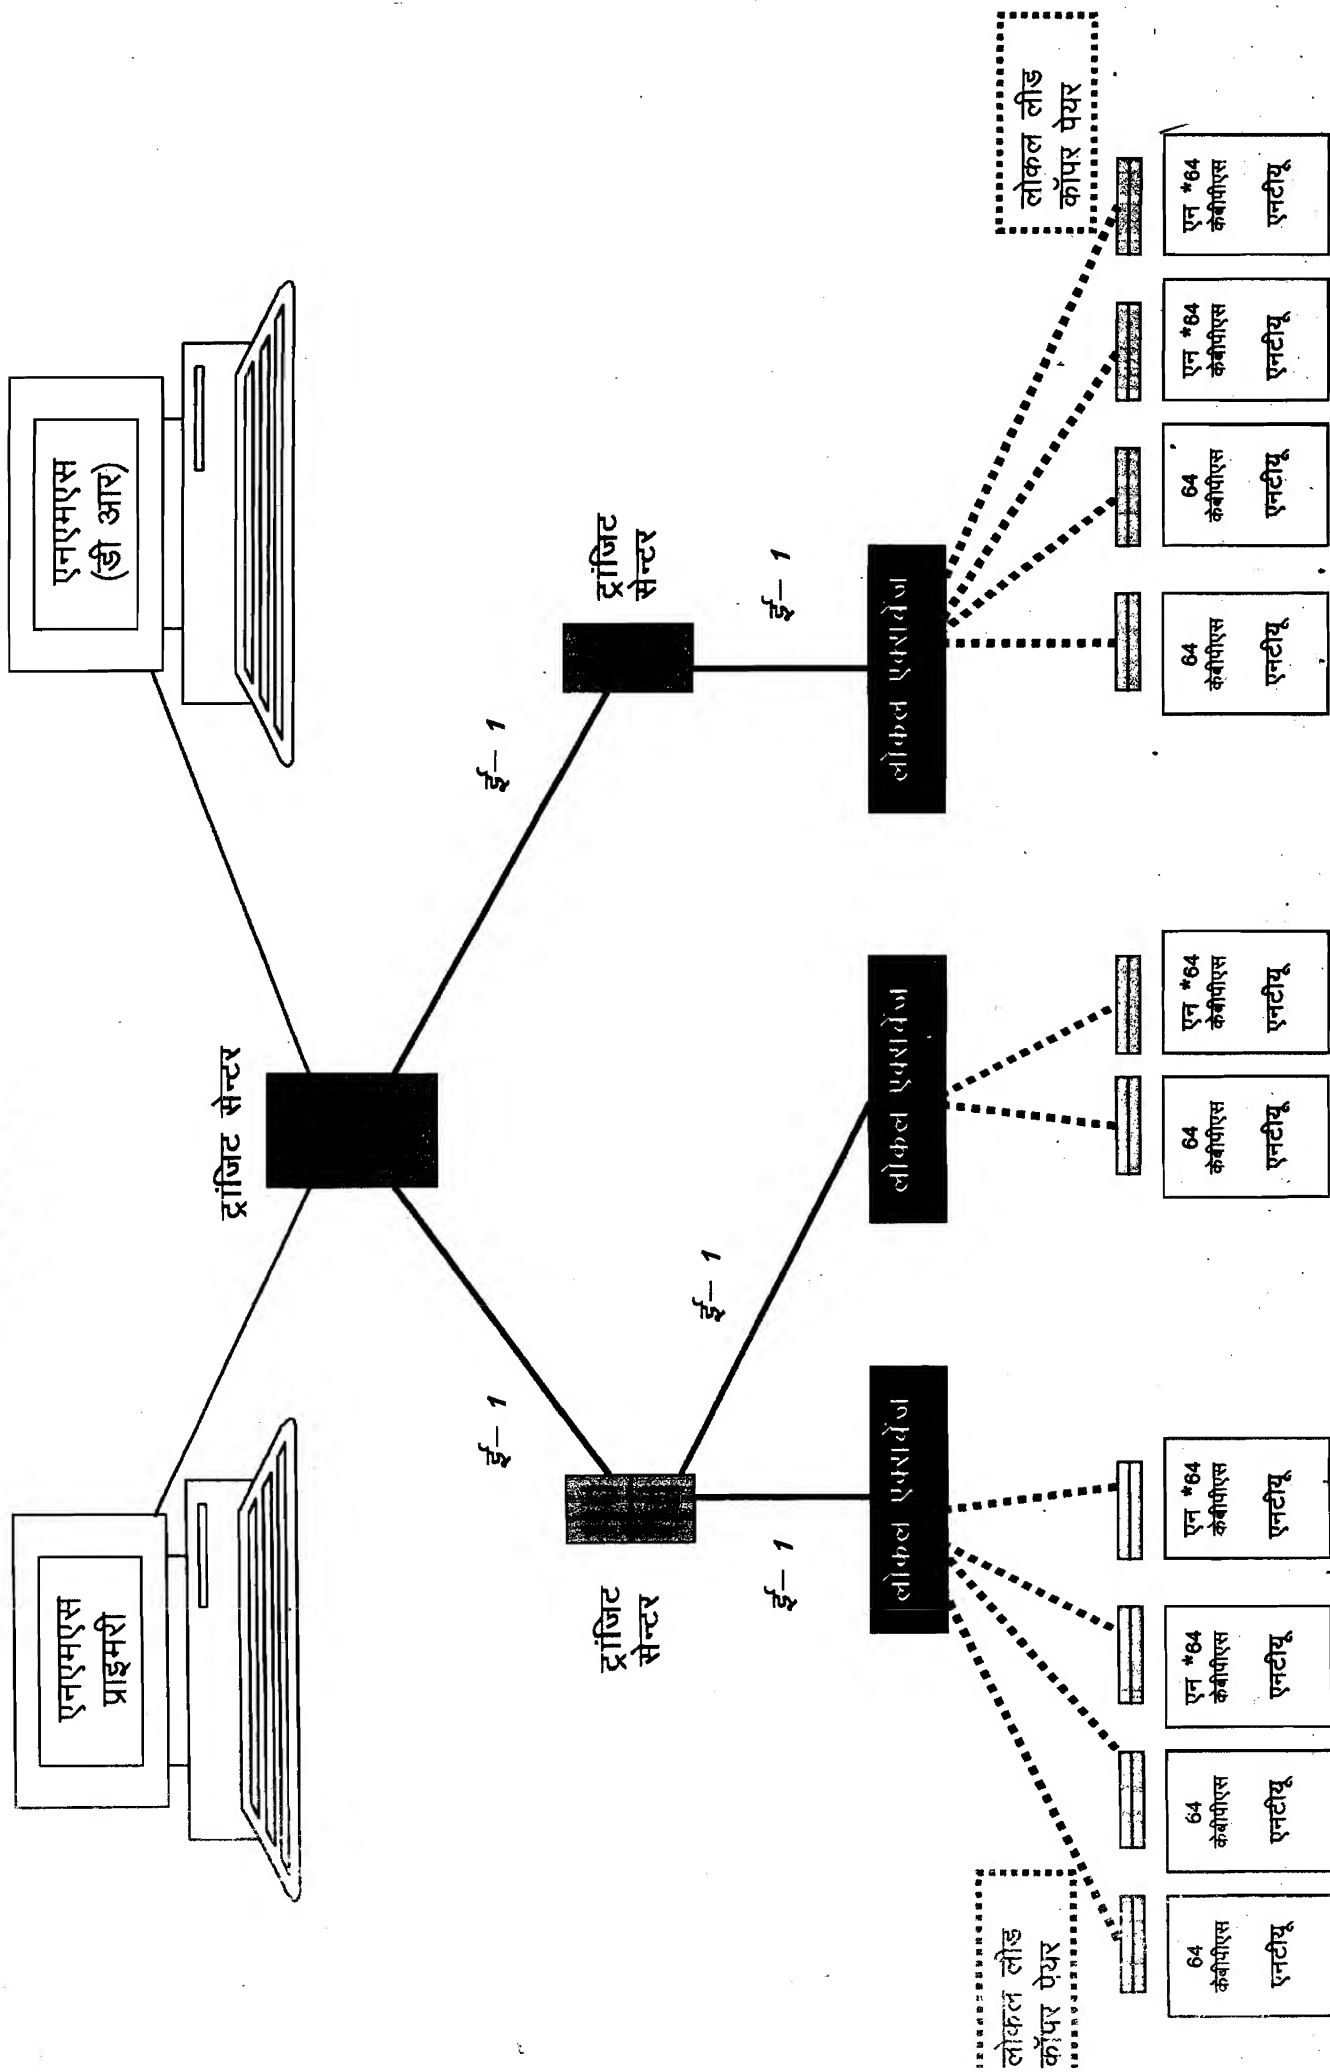 एनएमएस
प्राइमरी
एनएमएस
(डी आर)
ट्रांजिट सेन्टर
ई– 1
ई– 1
ट्रांजिट
सेन्टर
ट्रांजिट
सेन्टर
ई– 1
ई– 1
ई– 1
लोकल एक्सचेंज
लोकल एक्सचेंज
लोकल एक्सचेंज
लोकल लीड
कॉपर पेयर
लोकल लीड
कॉपर पेयर
64
केबीपीएस
एनटीयू
64
केबीपीएस
एनटीयू
एन *64
केबीपीएस
एनटीयू
एन *64
केबीपीएस
एनटीयू
64
केबीपीएस
एनटीयू
एन *64
केबीपीएस
एनटीयू
64
केबीपीएस
एनटीयू
64
केबीपीएस
एनटीयू
एन *64
केबीपीएस
एनटीयू
एन *64
केबीपीएस
एनटीयू